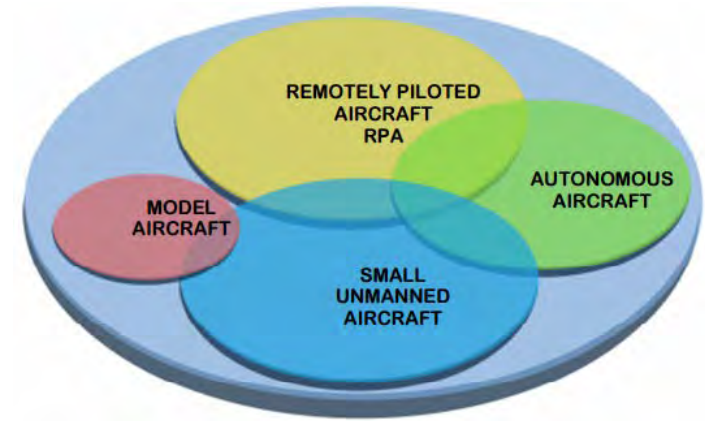 REMOTELY PILOTED
AIRCRAFT
RPA
AUTONOMOUS
AIRCRAFT
MODEL
AIRCRAFT
SMALL
UNMANNED
AIRCRAFT